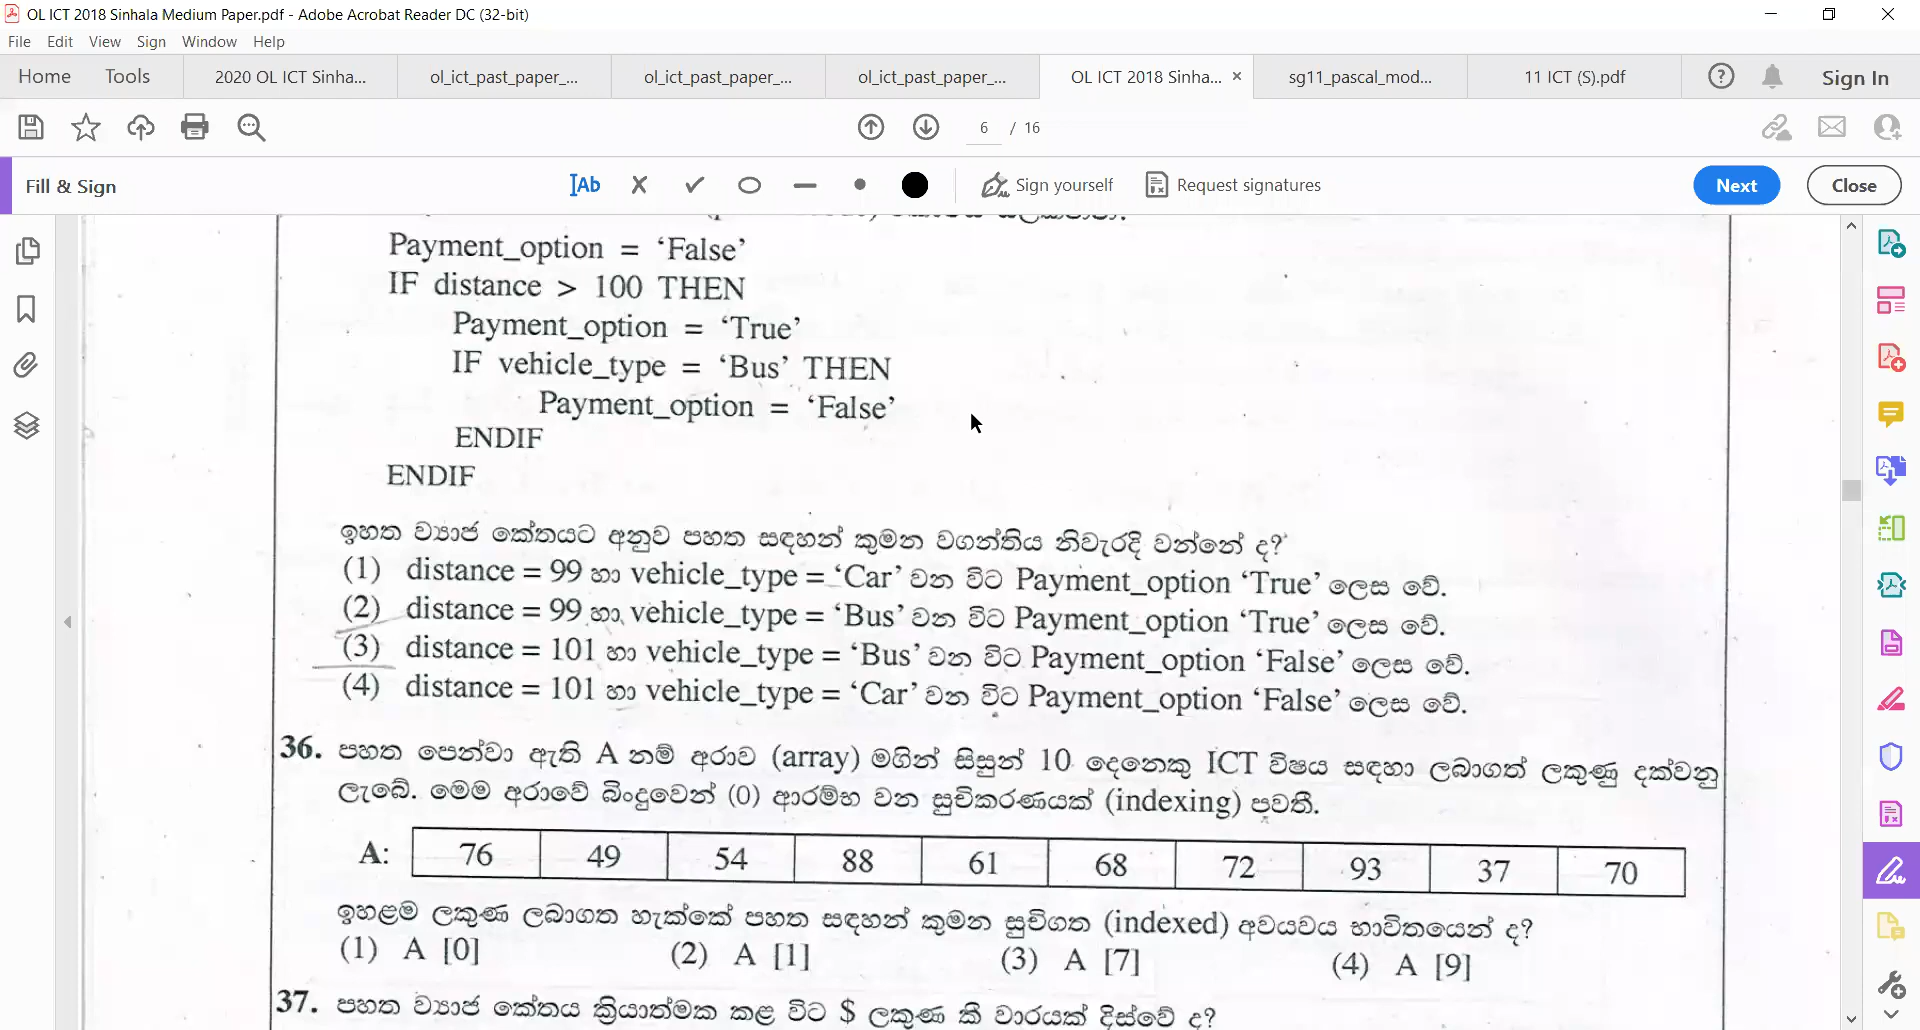 OL ICT 2018 Sinhala Medium Paper.pdf - Adobe Acrobat Reader DC (32-bit)
File Edit View Sign Window Help
Home Tools 2020 OL ICT Sinha... ol_ict_past_paper_... ol_ict_past_paper_... ol_ict_past_paper_... OL ICT 2018 Sinha... × sg11_pascal_mod... 11 ICT (S).pdf Sign In
6 / 16
Fill & Sign Ab Sign yourself Request signatures Next Close
Payment_option = ‘False’
IF distance > 100 THEN
Payment_option = ‘True’
IF vehicle_type = ‘Bus’ THEN
Payment_option = ‘False’
ENDIF
ENDIF
ඉහත ව්‍යාජ කේතයට අනුව පහත සඳහන් කුමන වගන්තිය නිවැරදි වන්නේ ද?
(1) distance = 99 හා vehicle_type = ‘Car’ වන විට Payment_option ‘True’ ලෙස වේ.
(2) distance = 99 හා vehicle_type = ‘Bus’ වන විට Payment_option ‘True’ ලෙස වේ.
(3) distance = 101 හා vehicle_type = ‘Bus’ වන විට Payment_option ‘False’ ලෙස වේ.
(4) distance = 101 හා vehicle_type = ‘Car’ වන විට Payment_option ‘False’ ලෙස වේ.
36. පහත පෙන්වා ඇති A නම් අරාව (array) මගින් සිසුන් 10 දෙනෙකු ICT විෂය සඳහා ලබාගත් ලකුණු දක්වනු
ලැබේ. මෙම අරාවේ බිංදුවෙන් (0) ආරම්භ වන සූචිකරණයක් (indexing) පවතී.
A: 76 49 54 88 61 68 72 93 37 70
ඉහළම ලකුණ ලබාගත හැක්කේ පහත සඳහන් කුමන සූචිගත (indexed) අවයවය භාවිතයෙන් ද?
(1) A [0] (2) A [1] (3) A [7] (4) A [9]
37. පහත ව්‍යාජ කේතය ක්‍රියාත්මක කළ විට $ ලකුණ කී වාරයක් දිස්වේ ද?